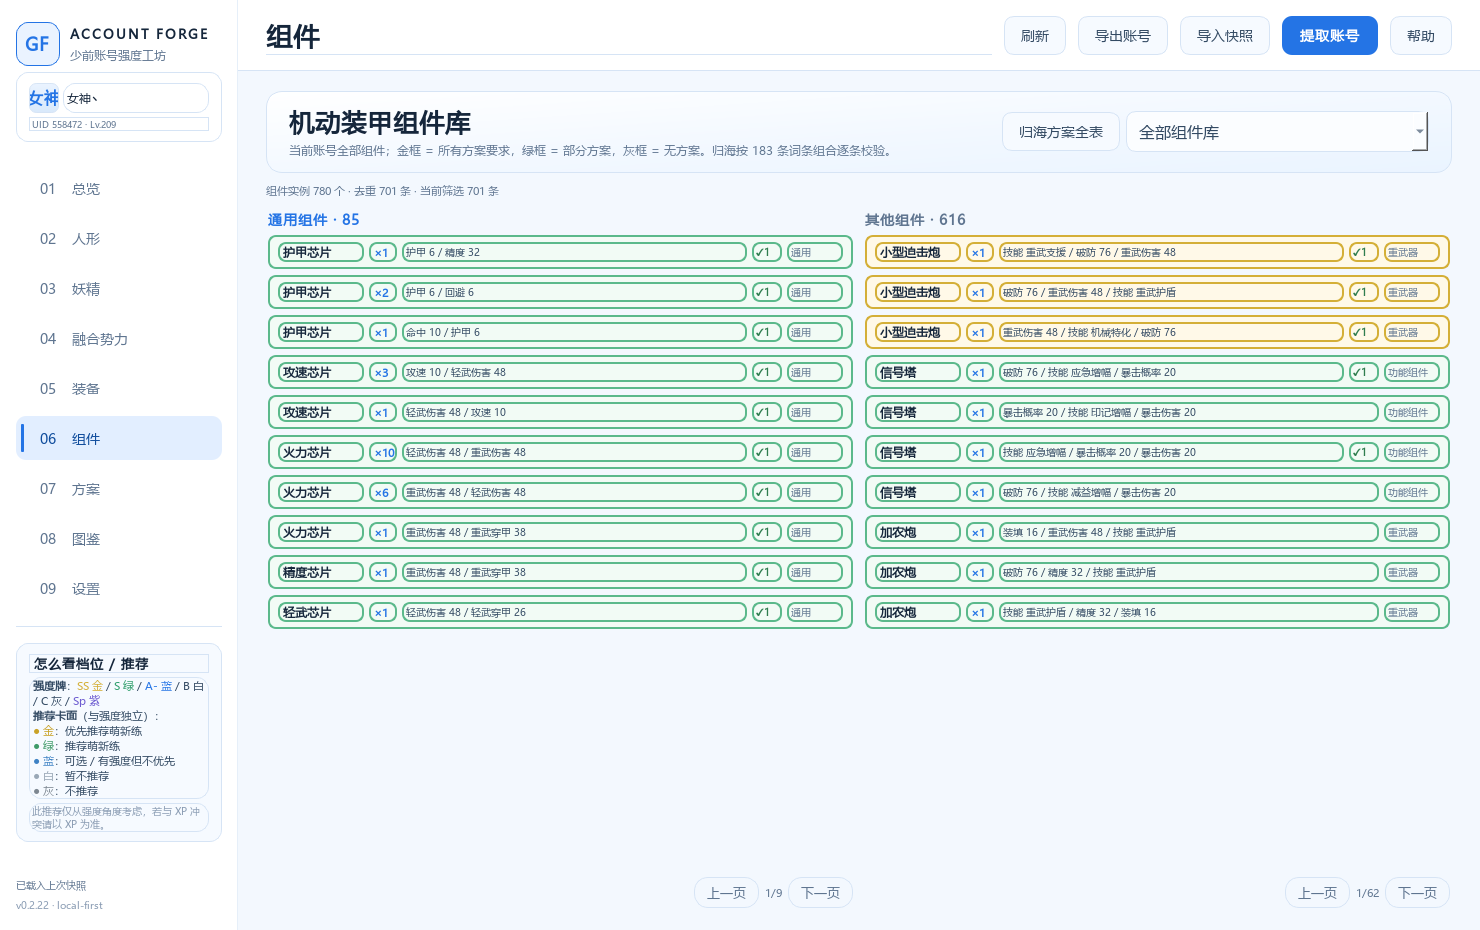 GF
ACCOUNT FORGE
少前账号强度工坊
女神
女神丶
UID 558472 · Lv.209
01 总览
02 人形
03 妖精
04 融合势力
05 装备
06 组件
07 方案
08 图鉴
09 设置
怎么看档位 / 推荐
强度牌：SS 金 / S 绿 / A- 蓝 / B 白
/ C 灰 / Sp 紫
推荐卡面（与强度独立）：
● 金：优先推荐萌新练
● 绿：推荐萌新练
● 蓝：可选 / 有强度但不优先
● 白：暂不推荐
● 灰：不推荐
此推荐仅从强度角度考虑，若与 XP 冲
突请以 XP 为准。
已载入上次快照
v0.2.22 · local-first
组件
刷新
导出账号
导入快照
提取账号
帮助
机动装甲组件库
当前账号全部组件；金框 = 所有方案要求，绿框 = 部分方案，灰框 = 无方案。归海按 183 条词条组合逐条校验。
归海方案全表
全部组件库
组件实例 780 个 · 去重 701 条 · 当前筛选 701 条
通用组件 · 85
护甲芯片 ×1 护甲 6 / 精度 32 ✓1 通用
护甲芯片 ×2 护甲 6 / 回避 6 ✓1 通用
护甲芯片 ×1 命中 10 / 护甲 6 ✓1 通用
攻速芯片 ×3 攻速 10 / 轻武伤害 48 ✓1 通用
攻速芯片 ×1 轻武伤害 48 / 攻速 10 ✓1 通用
火力芯片 ×10 轻武伤害 48 / 重武伤害 48 ✓1 通用
火力芯片 ×6 重武伤害 48 / 轻武伤害 48 ✓1 通用
火力芯片 ×1 重武伤害 48 / 重武穿甲 38 ✓1 通用
精度芯片 ×1 重武伤害 48 / 重武穿甲 38 ✓1 通用
轻武芯片 ×1 轻武伤害 48 / 轻武穿甲 26 ✓1 通用
上一页 1/9 下一页
其他组件 · 616
小型迫击炮 ×1 技能 重武支援 / 破防 76 / 重武伤害 48 ✓1 重武器
小型迫击炮 ×1 破防 76 / 重武伤害 48 / 技能 重武护盾 ✓1 重武器
小型迫击炮 ×1 重武伤害 48 / 技能 机械特化 / 破防 76 ✓1 重武器
信号塔 ×1 破防 76 / 技能 应急增幅 / 暴击概率 20 ✓1 功能组件
信号塔 ×1 暴击概率 20 / 技能 印记增幅 / 暴击伤害 20 功能组件
信号塔 ×1 技能 应急增幅 / 暴击概率 20 / 暴击伤害 20 ✓1 功能组件
信号塔 ×1 破防 76 / 技能 减益增幅 / 暴击伤害 20 功能组件
加农炮 ×1 装填 16 / 重武伤害 48 / 技能 重武护盾 重武器
加农炮 ×1 破防 76 / 精度 32 / 技能 重武护盾 重武器
加农炮 ×1 技能 重武护盾 / 精度 32 / 装填 16 重武器
上一页 1/62 下一页